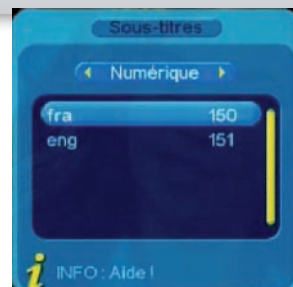 Sous-titres
Numérique
fra 150
eng 151
i INFO : Aide !